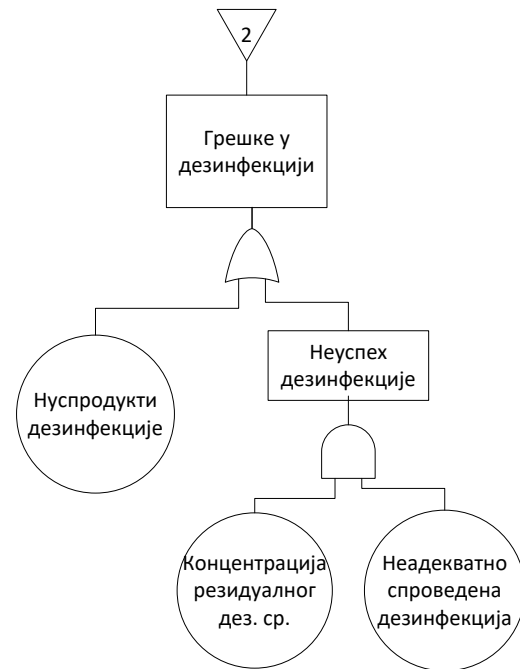 2
Грешке у
дезинфекцији
Неуспех
дезинфекције
Нуспродукти
дезинфекције
Концентрација
резидуалног
дез. ср.
Неадекватно
спроведена
дезинфекција